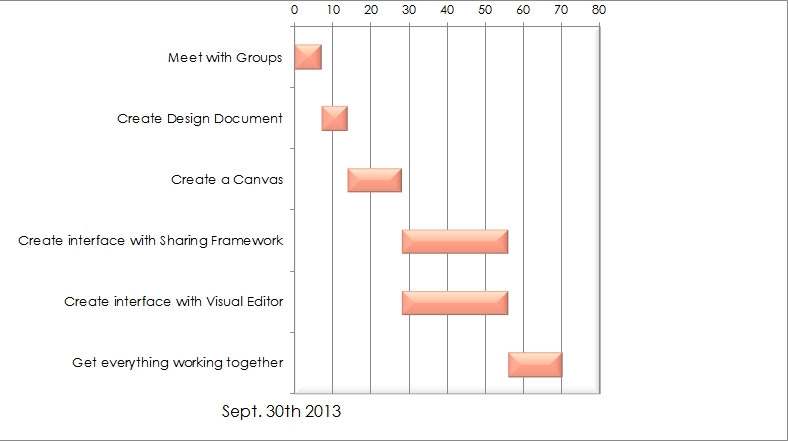 0 10 20 30 40 50 60 70 80
Meet with Groups
Create Design Document
Create a Canvas
Create interface with Sharing Framework
Create interface with Visual Editor
Get everything working together
Sept. 30th 2013